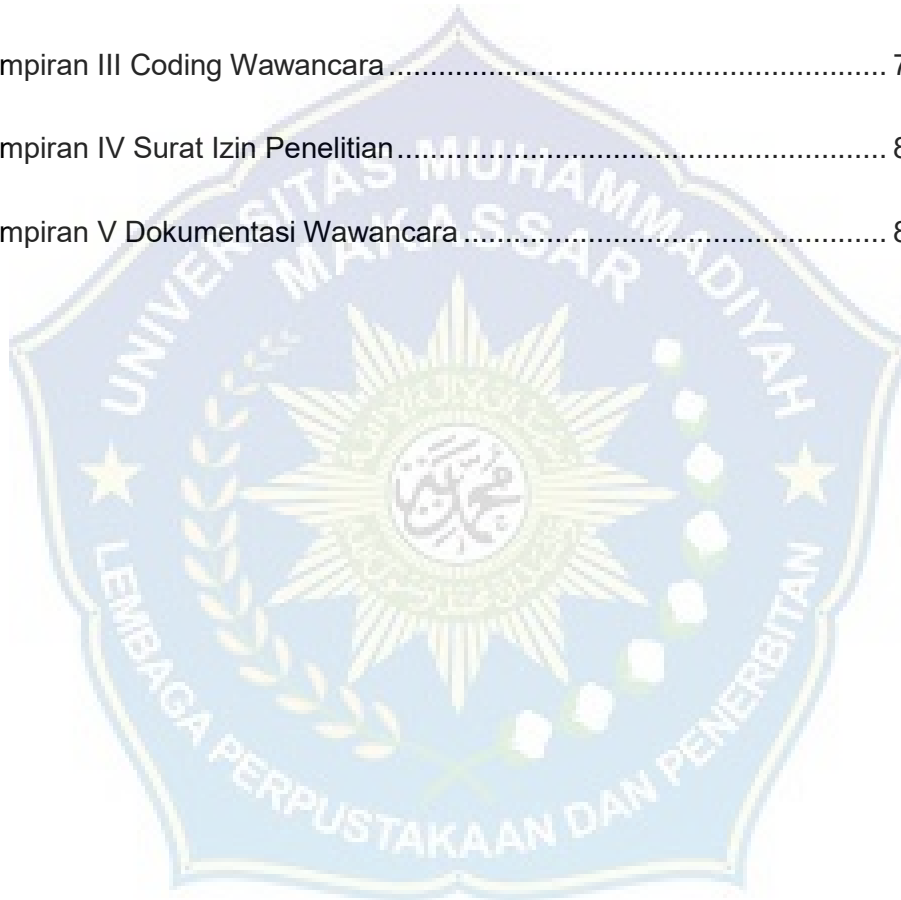 mpiran III Coding Wawancara............................................................ 7
mpiran IV Surat Izin Penelitian........................................................... 8
mpiran V Dokumentasi Wawancara................................................... 8
UNIVERSITAS MUHAMMADIYAH
MAKASSAR
LEMBAGA PERPUSTAKAAN DAN PENERBITAN